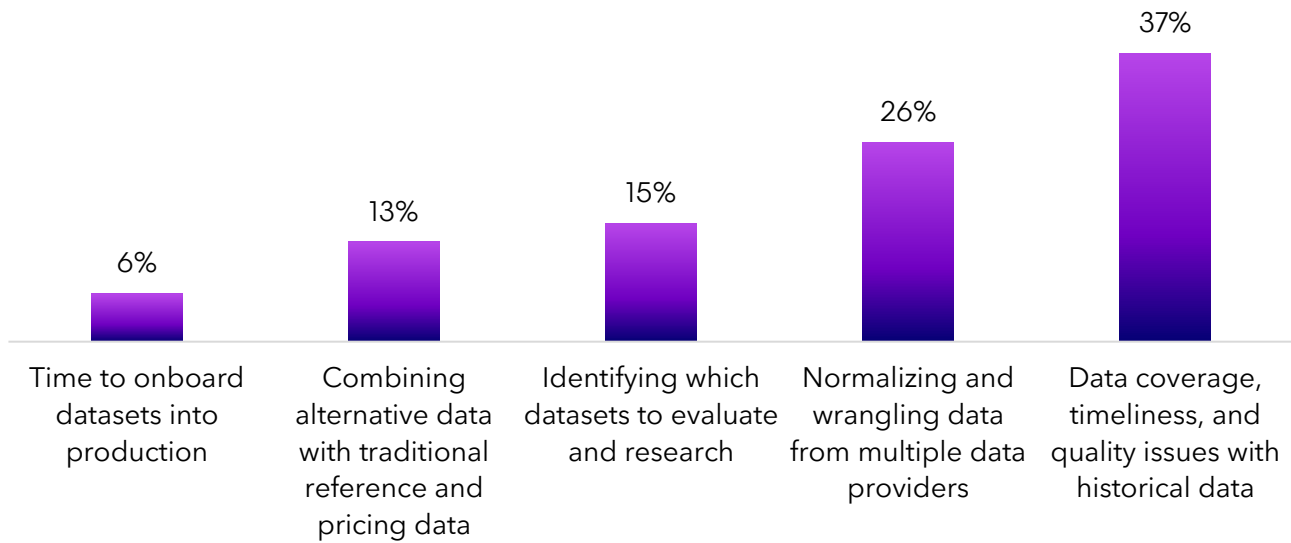 37%
26%
15%
13%
6%
Time to onboard
datasets into
production
Combining
alternative data
with traditional
reference and
pricing data
Identifying which
datasets to evaluate
and research
Normalizing and
wrangling data
from multiple data
providers
Data coverage,
timeliness, and
quality issues with
historical data